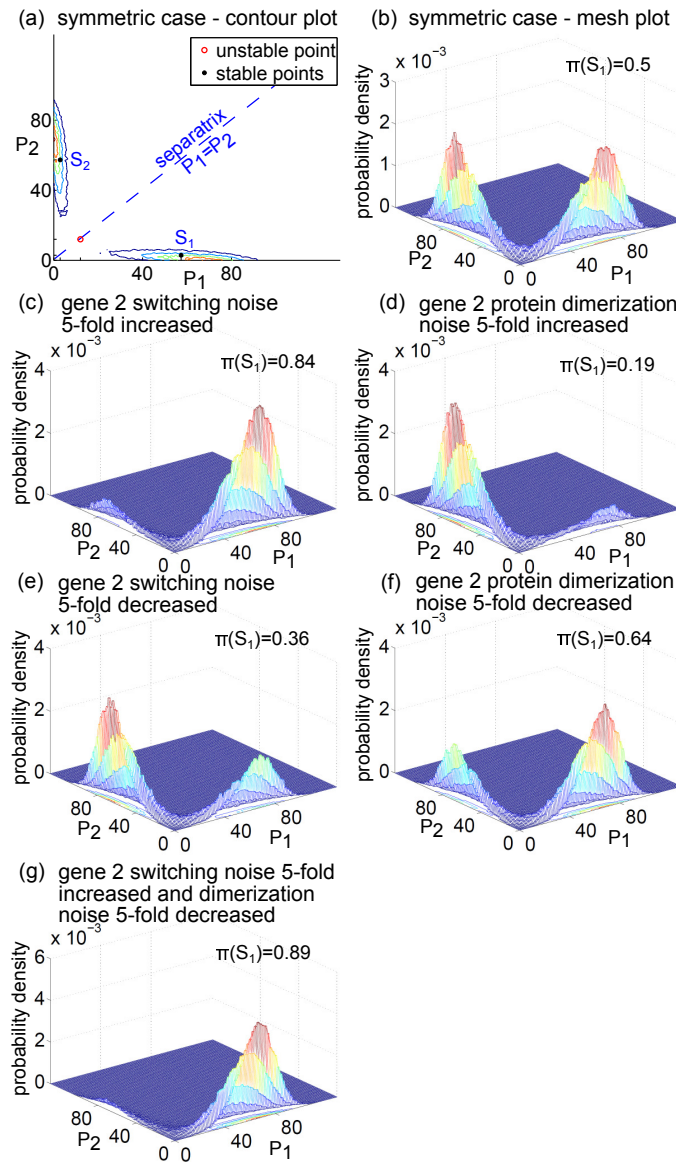 (a) symmetric case - contour plot
unstable point
stable points
80
P2
40
0
S2
separatrix
P1=P2
S1
0 40 P1 80
(b) symmetric case - mesh plot
x 10⁻³
π(S1)=0.5
probability density
3
2
1
0
80
P2 40
0 0
40
P1
80
(c) gene 2 switching noise
5-fold increased
x 10⁻³
π(S1)=0.84
probability density
4
2
0
80
P2 40
0 0
40
P1
80
(d) gene 2 protein dimerization
noise 5-fold increased
x 10⁻³
π(S1)=0.19
probability density
4
2
0
80
P2 40
0 0
40
P1
80
(e) gene 2 switching noise
5-fold decreased
x 10⁻³
π(S1)=0.36
probability density
4
2
0
80
P2 40
0 0
40
P1
80
(f) gene 2 protein dimerization
noise 5-fold decreased
x 10⁻³
π(S1)=0.64
probability density
4
2
0
80
P2 40
0 0
40
P1
80
(g) gene 2 switching noise 5-fold
increased and dimerization
noise 5-fold decreased
x 10⁻³
π(S1)=0.89
probability density
6
4
2
0
80
P2 40
0 0
40
P1
80